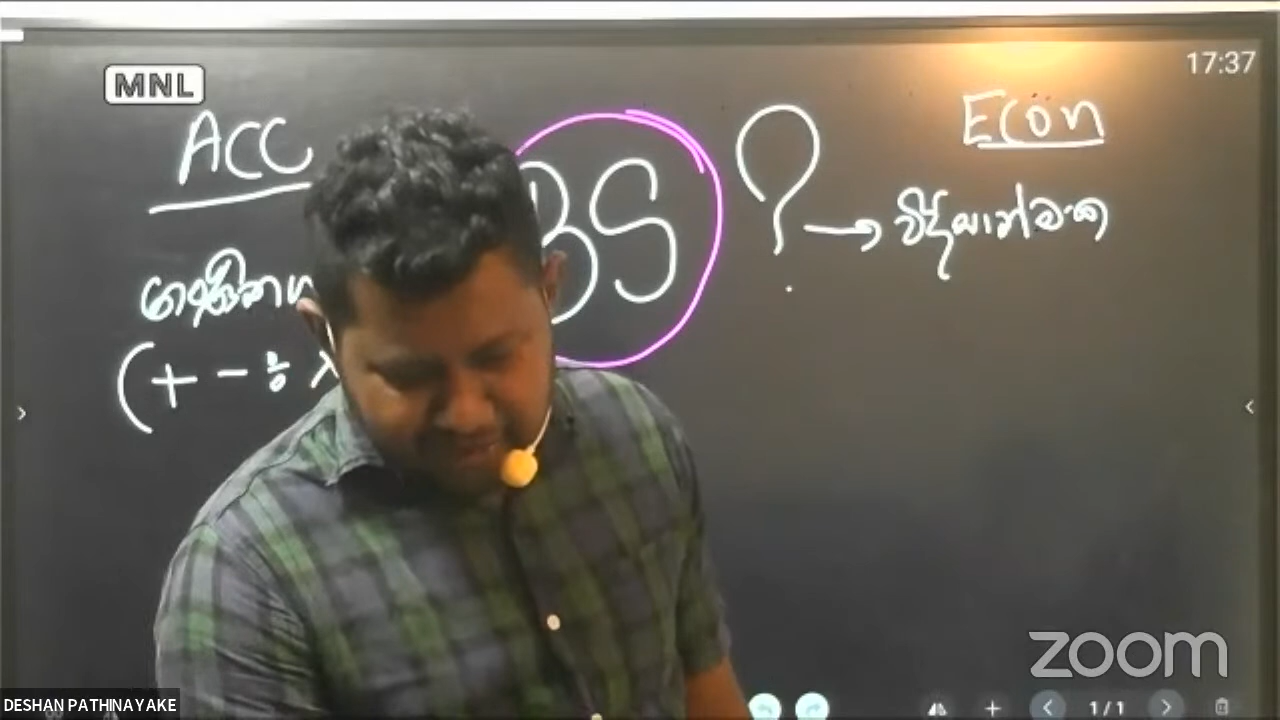 17:37
MNL
ACC
BS ?
Econ
→ විද්‍යාත්මක
(+ - ÷
zoom
1/1
DESHAN PATHINAYAKE